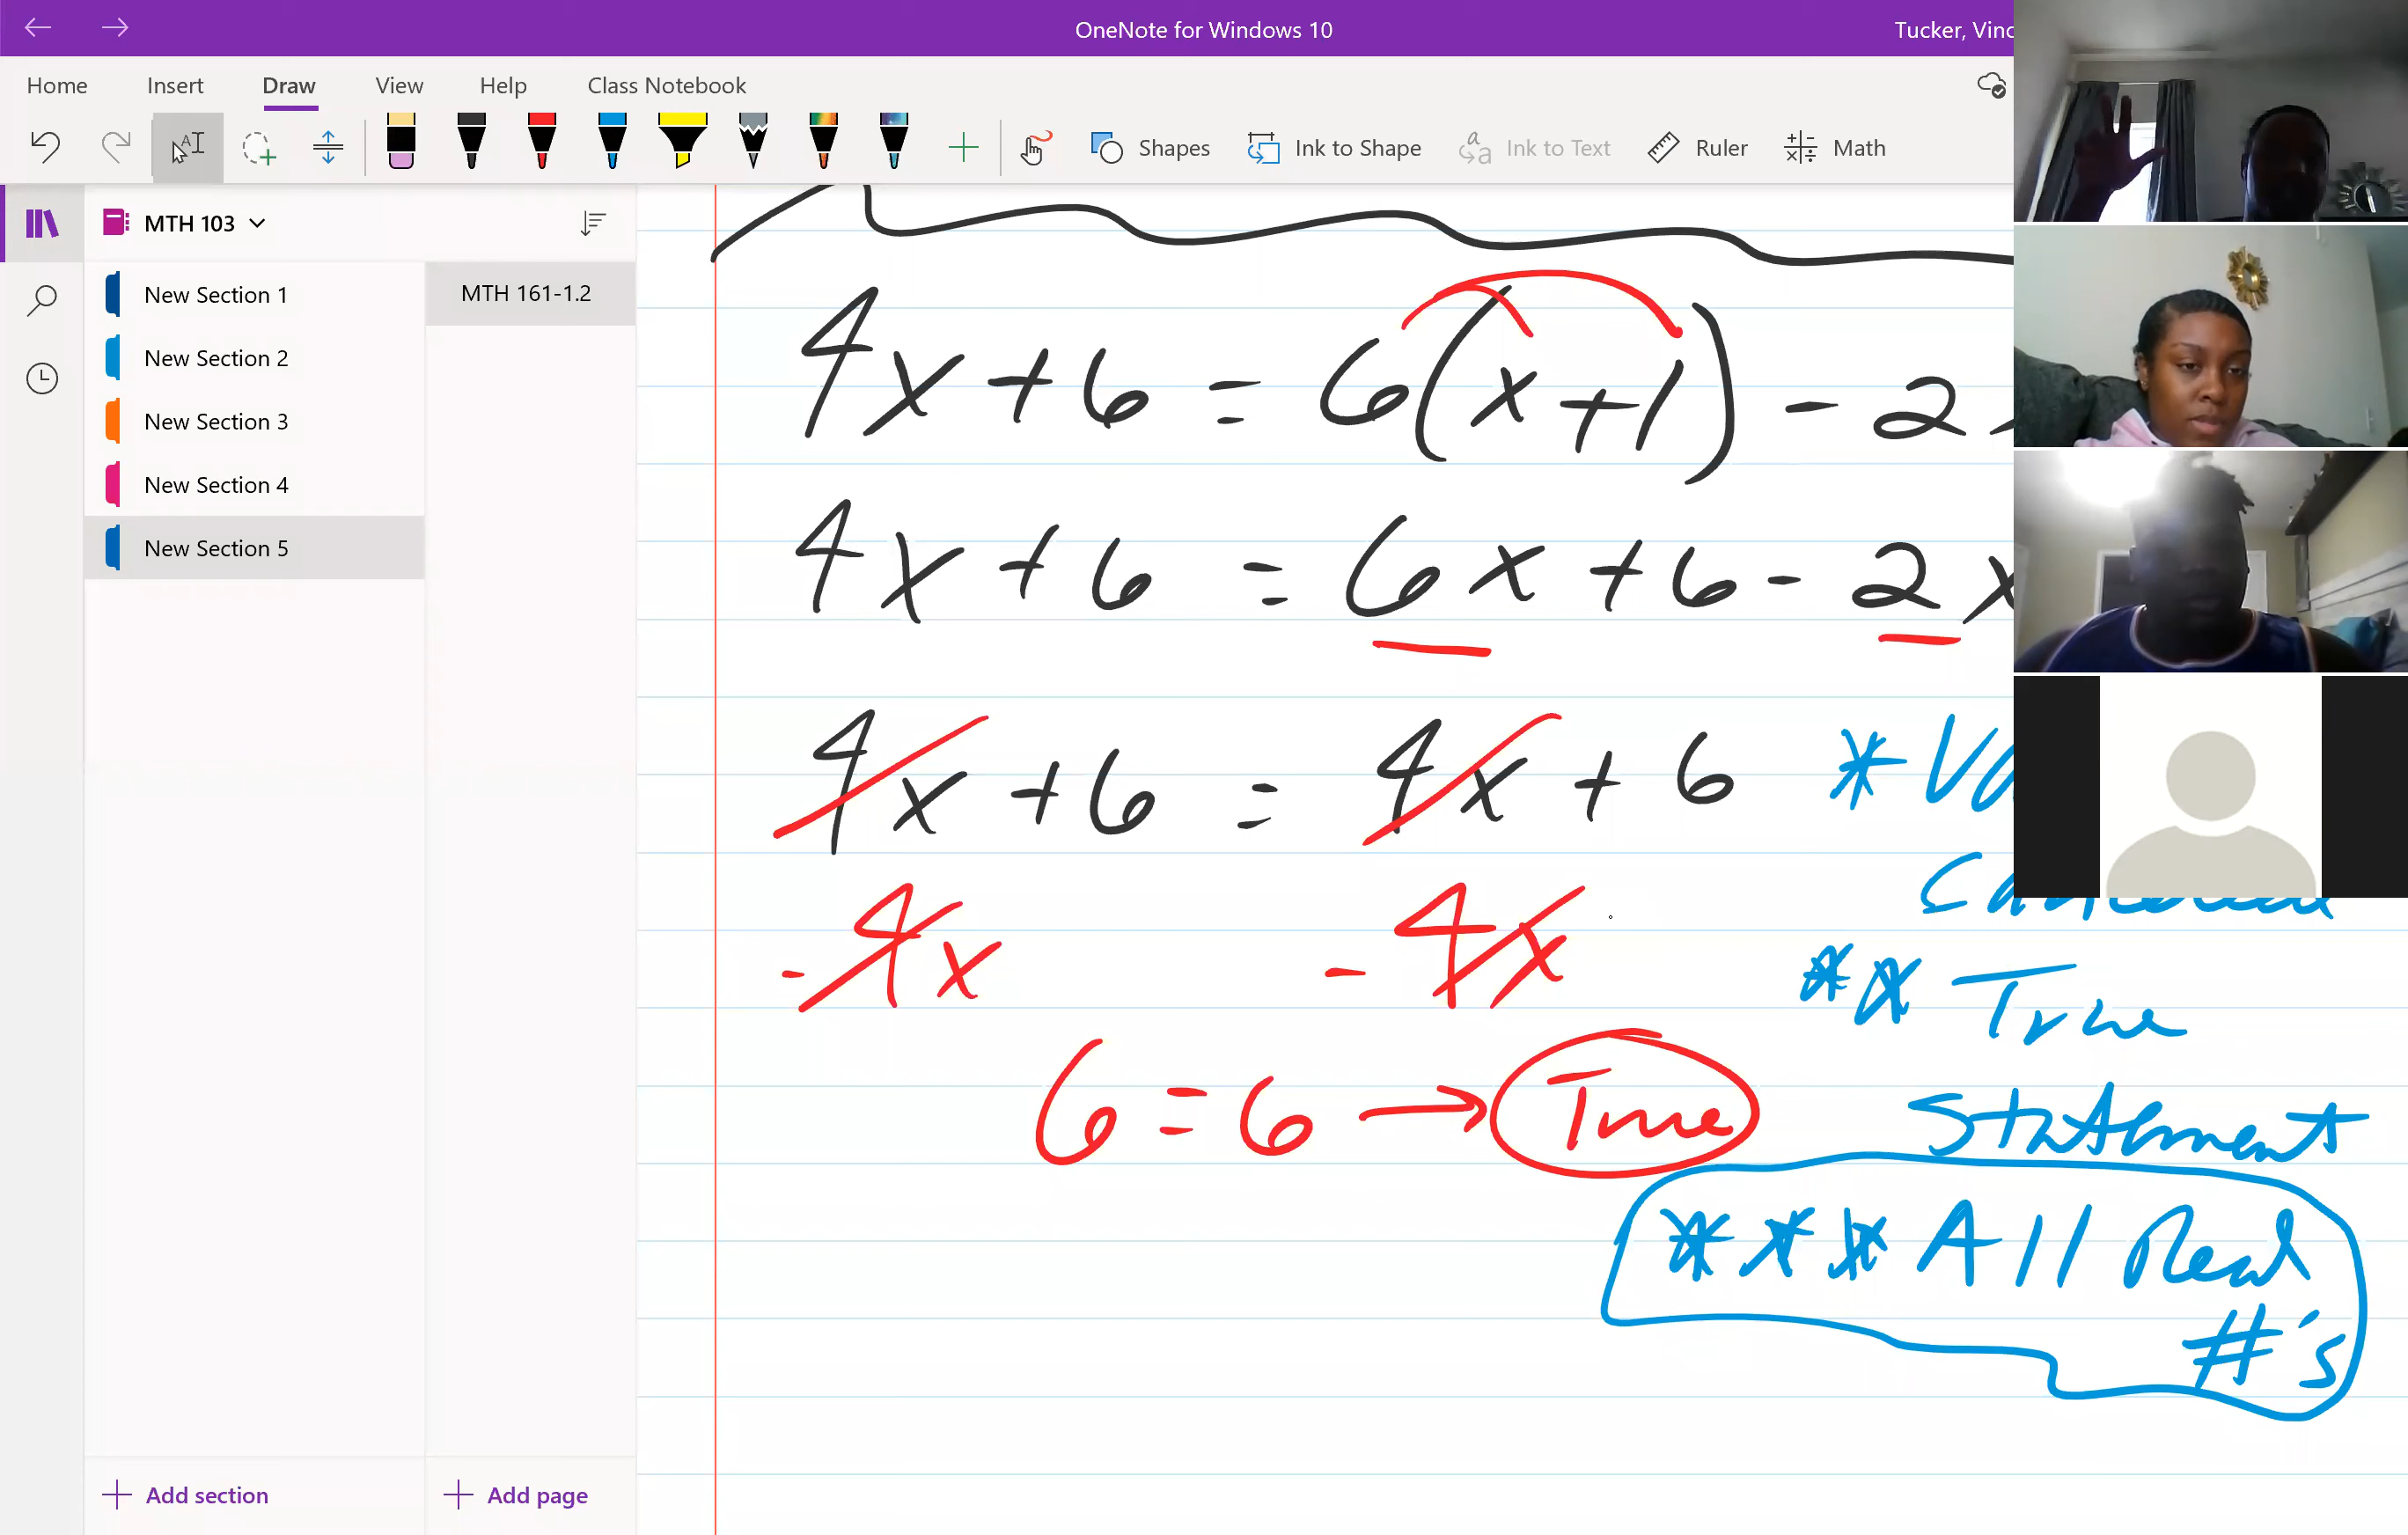 OneNote for Windows 10
Tucker, Vinc
Home Insert Draw View Help Class Notebook
Shapes Ink to Shape Ink to Text Ruler Math
MTH 103
New Section 1
New Section 2
New Section 3
New Section 4
New Section 5
MTH 161-1.2
4x + 6 = 6(x + 1) - 2
4x + 6 = 6x + 6 - 2x
4x + 6 = 4x + 6
- 4x - 4x
6 = 6 → True
* *
True
Statement
* * * All Real
#'s
Add section
Add page